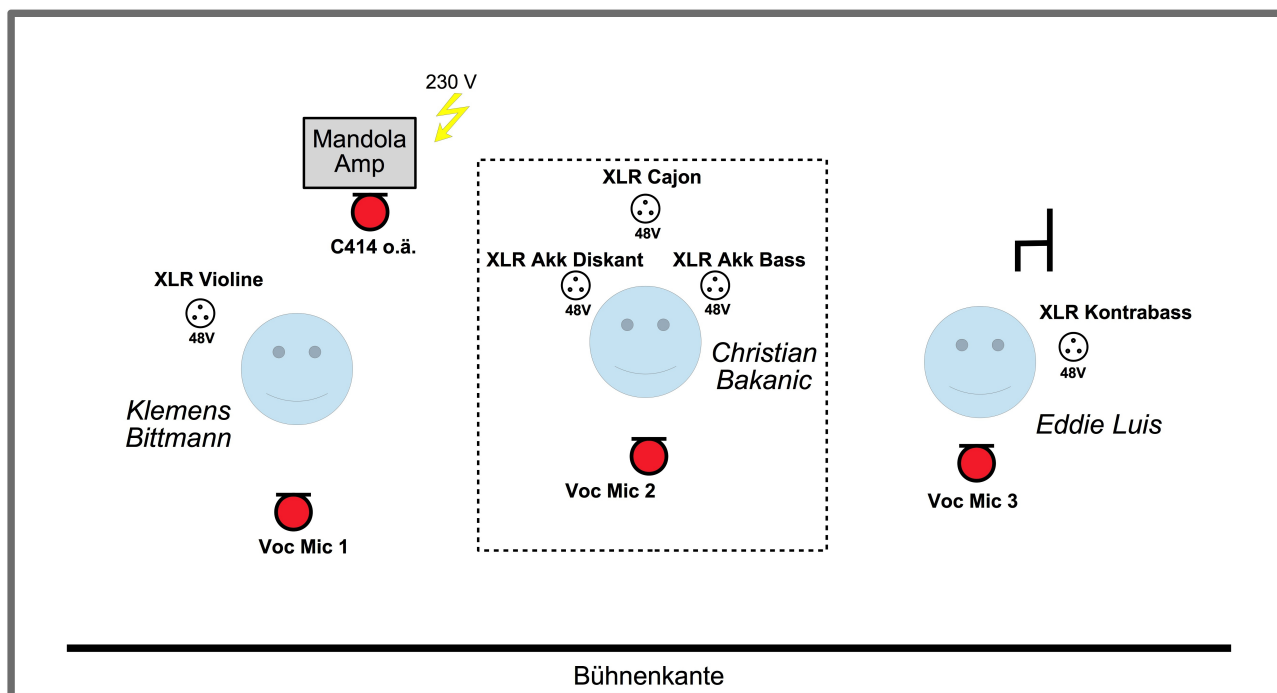 230 V
Mandola
Amp
C414 o.ä.
XLR Violine
48V
Klemens
Bittmann
Voc Mic 1
XLR Cajon
48V
XLR Akk Diskant
48V
XLR Akk Bass
48V
Christian
Bakanic
Voc Mic 2
XLR Kontrabass
48V
Eddie Luis
Voc Mic 3
Bühnenkante